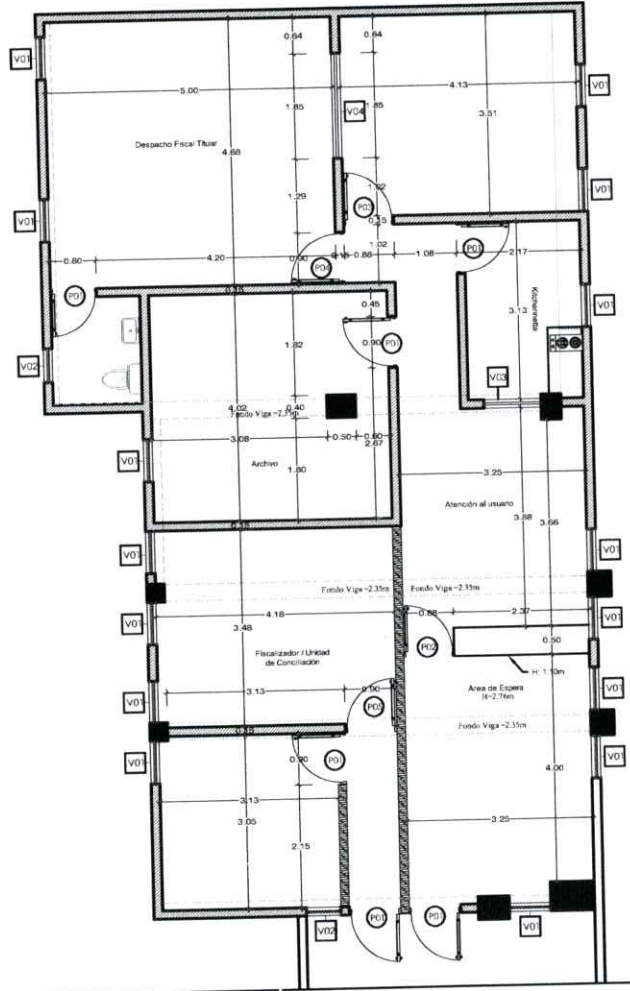 0.64
0.64
V01
V01
5.00
4.13
1.85
V04
1.85
3.51
Despacho Fiscal Titular
4.68
V01
1.29
P03
V01
0.15
0.80
4.20
0.90
P04
0.88
1.02
1.08
P01
2.17
P01
0.15
0.45
Kitchennetta
3.13
V01
1.82
0.90
P01
V02
V03
4.02
Fondo Viga =2.35m
0.40
3.08
0.50
0.60
2.67
V01
Archivo
1.80
3.25
Atención al usuario
3.88
3.66
0.15
V01
V01
Fondo Viga =2.35m
Fondo Viga =2.35m
4.18
0.88
2.37
V01
V01
3.48
Fiscalizador / Unidad
de Conciliación
P02
0.50
H: 1.10m
3.13
0.90
Area de Espera
H=2.76m
V01
V01
P03
Fondo Viga =2.35m
V01
P01
V01
0.90
4.00
3.13
3.05
2.15
3.25
V02
P01
P01
V01